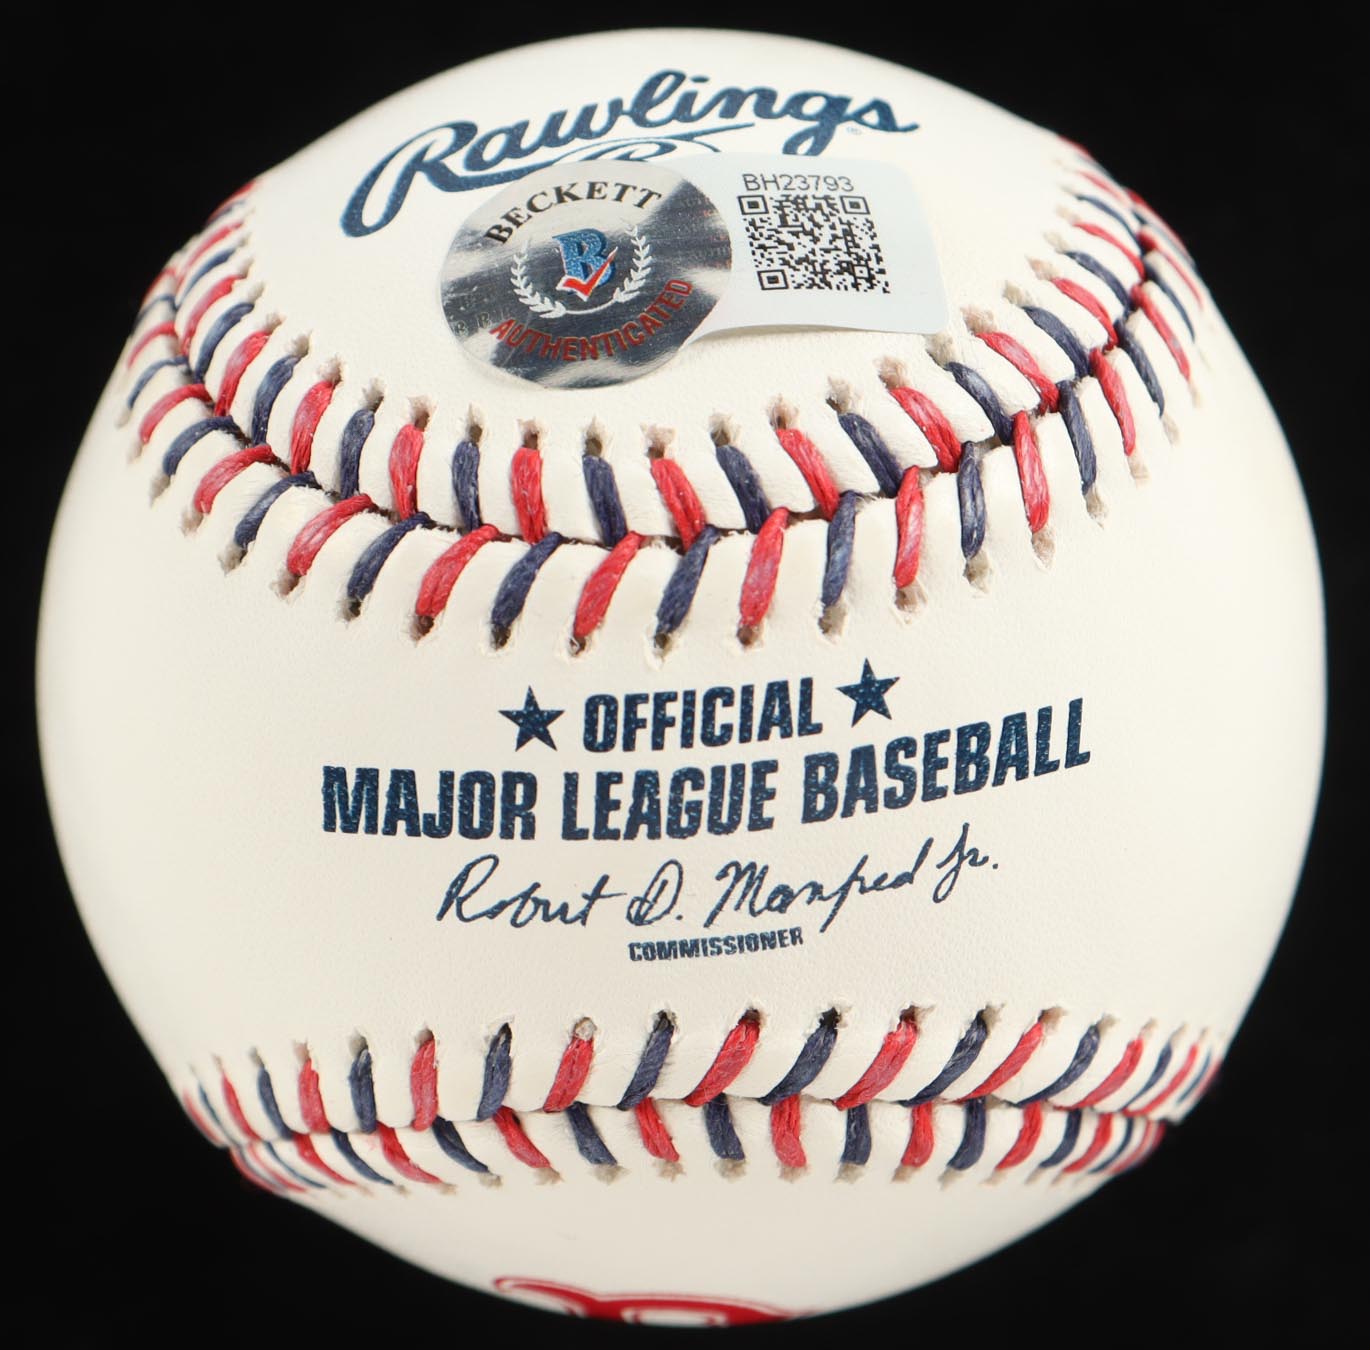 Rawlings
BECKETT
B
AUTHENTICATED
BH23793
★ OFFICIAL ★
MAJOR LEAGUE BASEBALL
Robert D. Manfred Jr.
COMMISSIONER